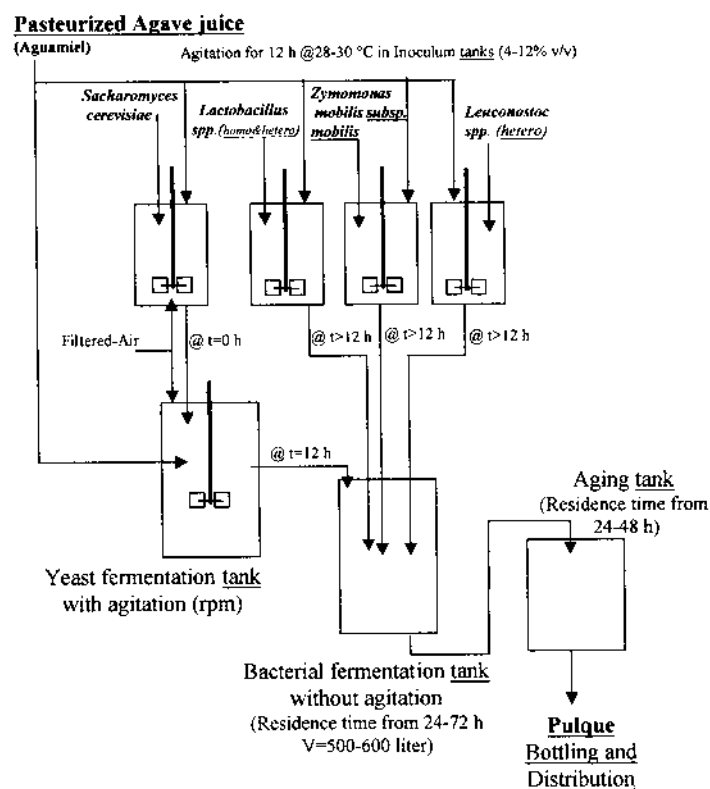 Pasteurized Agave juice
(Aguamiel)
Agitation for 12 h @28-30 °C in Inoculum tanks (4-12% v/v)
Sacharomyces
cerevisiae
Lactobacillus
spp. (homo&hetero)
Zymomonas
mobilis subsp.
mobilis
Leuconostoc
spp. (hetero)
Filtered-Air
@ t=0 h
@ t>12 h
@ t>12 h
@ t>12 h
@ t=12 h
Yeast fermentation tank
with agitation (rpm)
Aging tank
(Residence time from
24-48 h)
Bacterial fermentation tank
without agitation
(Residence time from 24-72 h
V=500-600 liter)
Pulque
Bottling and
Distribution